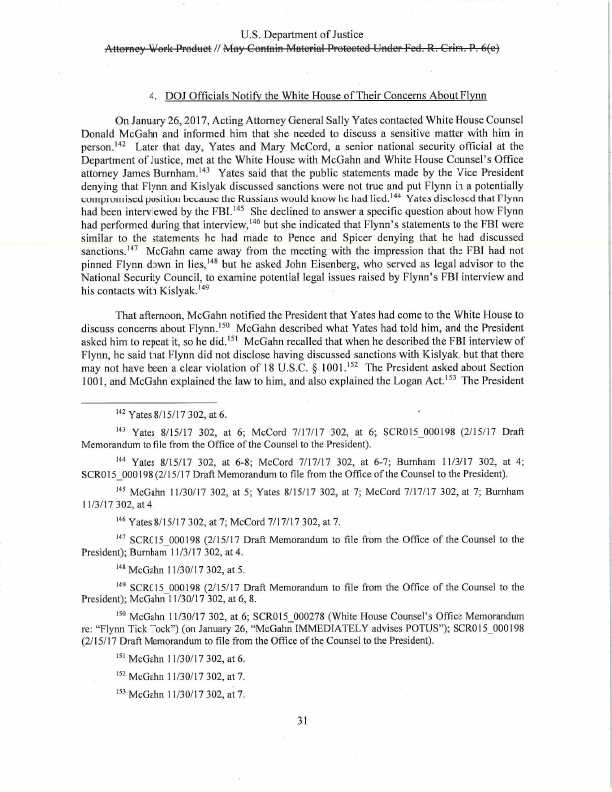 U.S. Department of Justice
Attorney Work Product // May Contain Material Protected Under Fed. R. Crim. P. 6(e)
4. DOJ Officials Notify the White House of Their Concerns About Flynn
On January 26, 2017, Acting Attorney General Sally Yates contacted White House Counsel
Donald McGahn and informed him that she needed to discuss a sensitive matter with him in
person.142 Later that day, Yates and Mary McCord, a senior national security official at the
Department of Justice, met at the White House with McGahn and White House Counsel's Office
attorney James Burnham.143 Yates said that the public statements made by the Vice President
denying that Flynn and Kislyak discussed sanctions were not true and put Flynn in a potentially
compromised position because the Russians would know he had lied.144 Yates disclosed that Flynn
had been interviewed by the FBI.145 She declined to answer a specific question about how Flynn
had performed during that interview,146 but she indicated that Flynn's statements to the FBI were
similar to the statements he had made to Pence and Spicer denying that he had discussed
sanctions.147 McGahn came away from the meeting with the impression that the FBI had not
pinned Flynn down in lies,148 but he asked John Eisenberg, who served as legal advisor to the
National Security Council, to examine potential legal issues raised by Flynn's FBI interview and
his contacts with Kislyak.149
That afternoon, McGahn notified the President that Yates had come to the White House to
discuss concerns about Flynn.150 McGahn described what Yates had told him, and the President
asked him to repeat it, so he did.151 McGahn recalled that when he described the FBI interview of
Flynn, he said that Flynn did not disclose having discussed sanctions with Kislyak, but that there
may not have been a clear violation of 18 U.S.C. § 1001.152 The President asked about Section
1001, and McGahn explained the law to him, and also explained the Logan Act.153 The President
142 Yates 8/15/17 302, at 6.
143 Yates 8/15/17 302, at 6; McCord 7/17/17 302, at 6; SCR015_000198 (2/15/17 Draft
Memorandum to file from the Office of the Counsel to the President).
144 Yates 8/15/17 302, at 6-8; McCord 7/17/17 302, at 6-7; Burnham 11/3/17 302, at 4;
SCR015_000198 (2/15/17 Draft Memorandum to file from the Office of the Counsel to the President).
145 McGahn 11/30/17 302, at 5; Yates 8/15/17 302, at 7; McCord 7/17/17 302, at 7; Burnham
11/3/17 302, at 4
146 Yates 8/15/17 302, at 7; McCord 7/17/17 302, at 7.
147 SCR015_000198 (2/15/17 Draft Memorandum to file from the Office of the Counsel to the
President); Burnham 11/3/17 302, at 4.
148 McGahn 11/30/17 302, at 5.
149 SCR015_000198 (2/15/17 Draft Memorandum to file from the Office of the Counsel to the
President); McGahn 11/30/17 302, at 6, 8.
150 McGahn 11/30/17 302, at 6; SCR015_000278 (White House Counsel's Office Memorandum
re: "Flynn Tick Tock") (on January 26, "McGahn IMMEDIATELY advises POTUS"); SCR015_000198
(2/15/17 Draft Memorandum to file from the Office of the Counsel to the President).
151 McGahn 11/30/17 302, at 6.
152 McGahn 11/30/17 302, at 7.
153 McGahn 11/30/17 302, at 7.
31